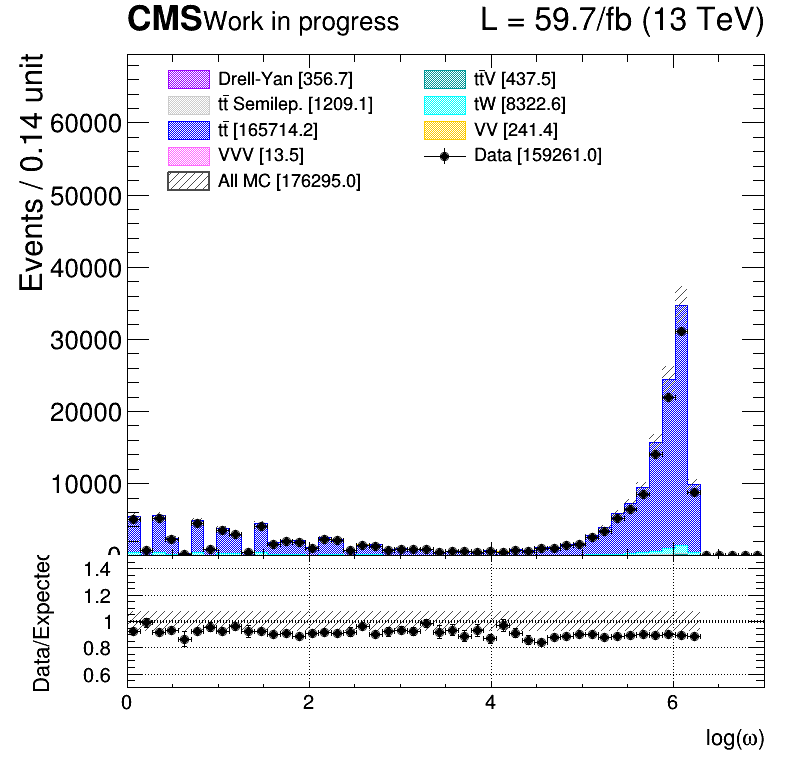 CMS Work in progress L = 59.7/fb (13 TeV)
Events / 0.14 unit
Drell-Yan [356.7]
tt̄V [437.5]
tt̄ Semilep. [1209.1]
tW [8322.6]
tt̄ [165714.2]
VV [241.4]
VVV [13.5]
Data [159261.0]
All MC [176295.0]
60000
50000
40000
30000
20000
10000
0
Data/Expected
1.4
1.2
1
0.8
0.6
0 2 4 6
log(ω)